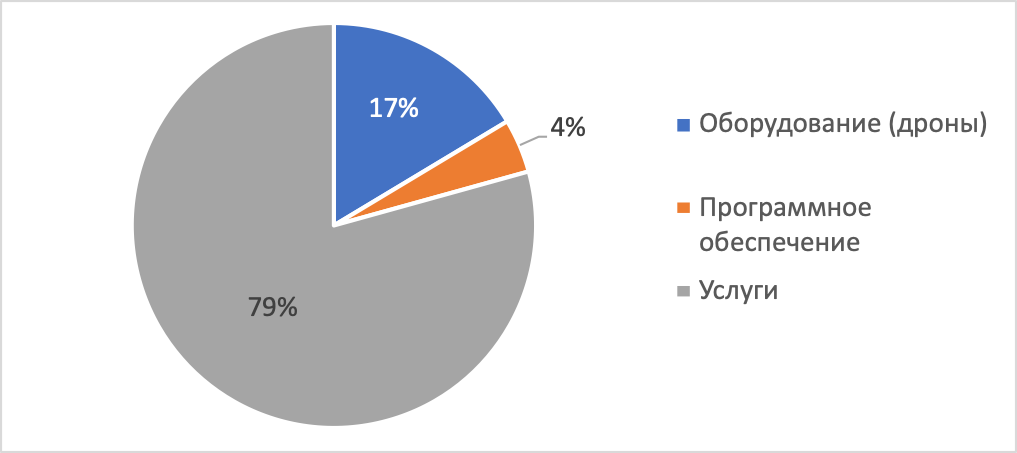 17%
4%
79%
Оборудование (дроны)
Программное
обеспечение
Услуги